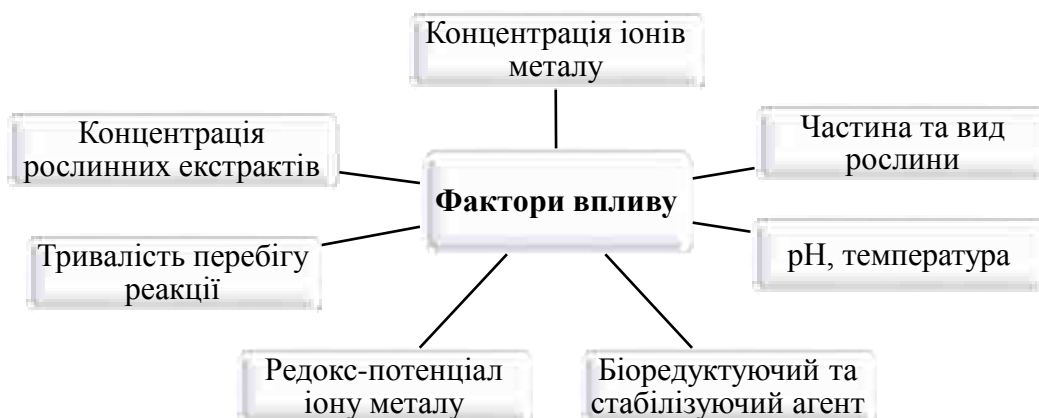 Концентрація іонів
металу
Концентрація
рослинних екстрактів
Частина та вид
рослини
Фактори впливу
Тривалість перебігу
реакції
pH, температура
Редокс-потенціал
іону металу
Біоредуктуючий та
стабілізуючий агент